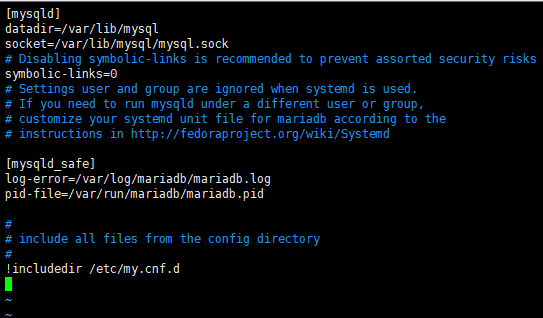 [mysqld]
datadir=/var/lib/mysql
socket=/var/lib/mysql/mysql.sock
# Disabling symbolic-links is recommended to prevent assorted security risks
symbolic-links=0
# Settings user and group are ignored when systemd is used.
# If you need to run mysqld under a different user or group,
# customize your systemd unit file for mariadb according to the
# instructions in http://fedoraproject.org/wiki/Systemd
[mysqld_safe]
log-error=/var/log/mariadb/mariadb.log
pid-file=/var/run/mariadb/mariadb.pid
#
# include all files from the config directory
#
!includedir /etc/my.cnf.d
~
~